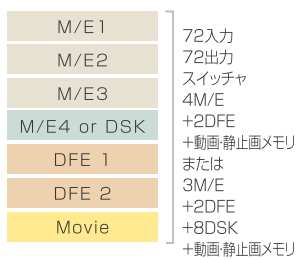 M/E1
M/E2
M/E3
M/E4 or DSK
DFE 1
DFE 2
Movie
72入力
72出力
スイッチャ
4M/E
+2DFE
+動画・静止画メモリ
または
3M/E
+2DFE
+8DSK
+動画・静止画メモリ